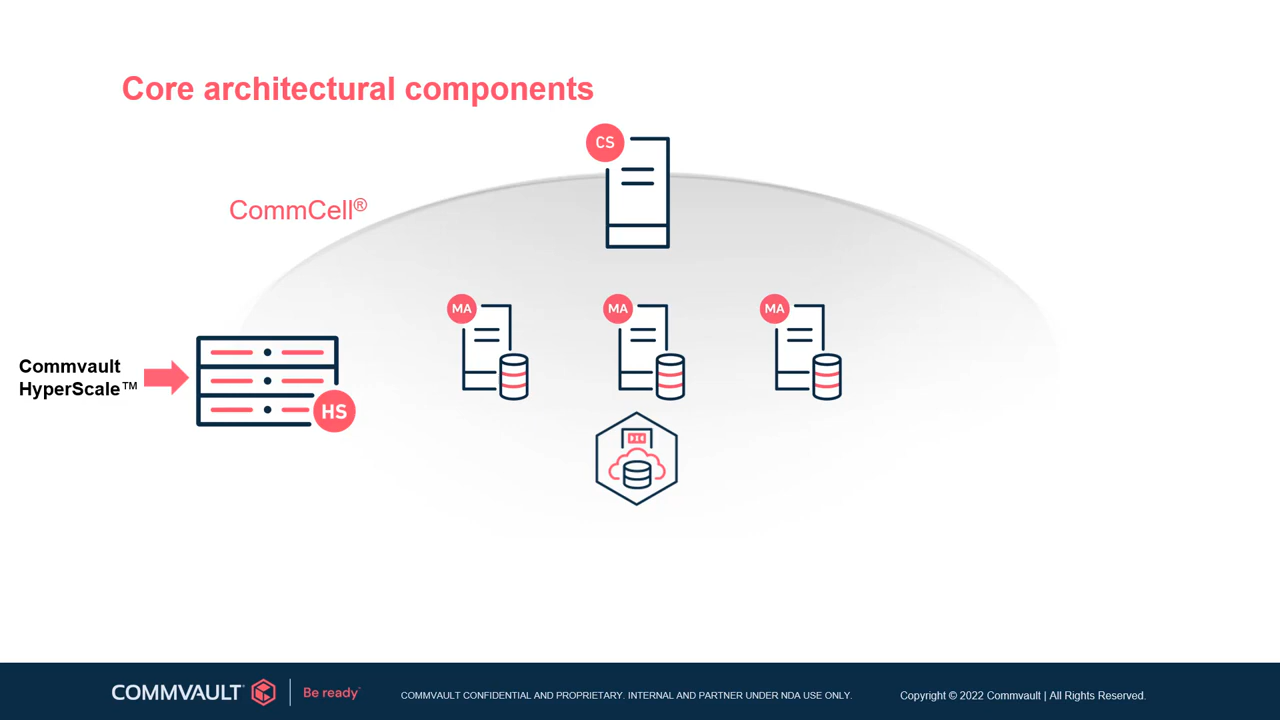 Core architectural components
CS
CommCell®
MA MA MA
Commvault
HyperScale™
HS
COMMVAULT Be ready COMMVAULT CONFIDENTIAL AND PROPRIETARY. INTERNAL AND PARTNER UNDER NDA USE ONLY. Copyright © 2022 Commvault | All Rights Reserved.